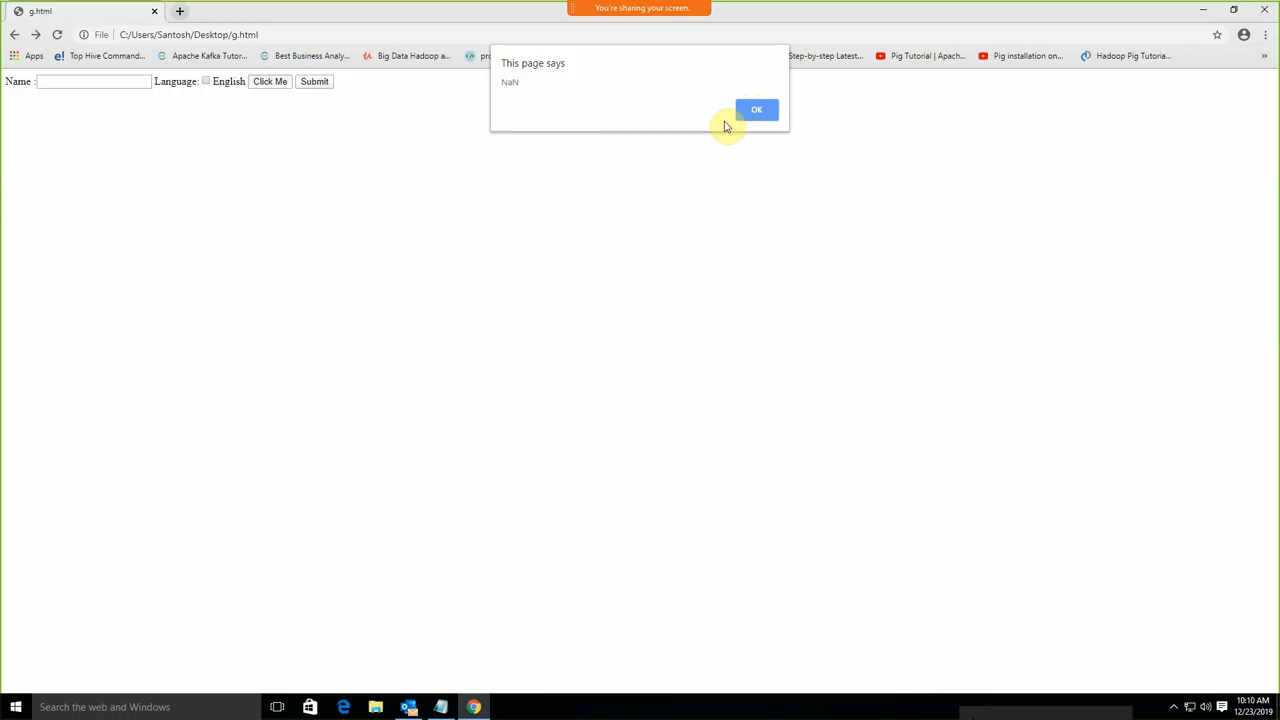 You're sharing your screen.
g.html
File C:/Users/Santosh/Desktop/g.html
Apps Top Hive Command... Apache Kafka Tutor... Best Business Analy... Big Data Hadoop a... Step-by-step Latest... Pig Tutorial | Apach... Pig installation on... Hadoop Pig Tutoria... »
This page says
NaN
OK
Name : Language: English Click Me Submit
Search the web and Windows
10:10 AM
12/23/2019